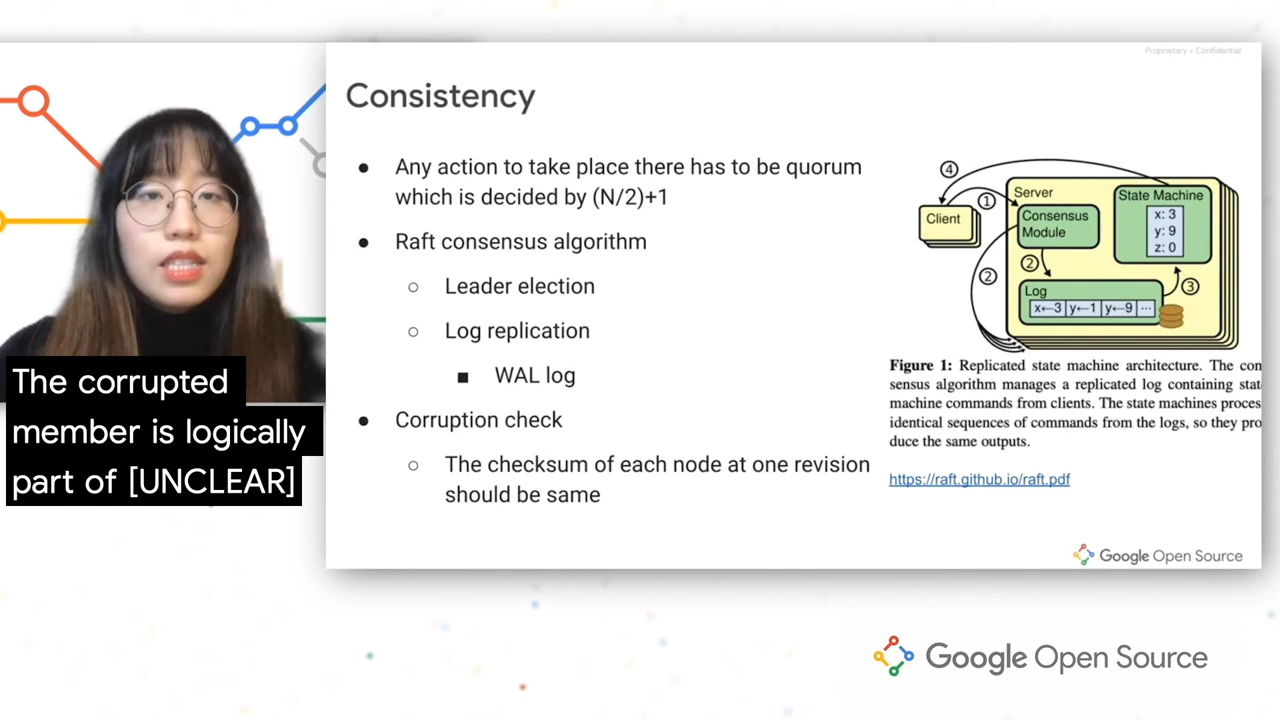 Proprietary + Confidential
Consistency
● Any action to take place there has to be quorum
which is decided by (N/2)+1
● Raft consensus algorithm
○ Leader election
○ Log replication
■ WAL log
● Corruption check
○ The checksum of each node at one revision
should be same
④
①
Server
Client
Consensus
Module
State Machine
x: 3
y: 9
z: 0
②
②
③
Log
x←3 y←1 y←9 ...
Figure 1: Replicated state machine architecture. The con
sensus algorithm manages a replicated log containing stat
machine commands from clients. The state machines proces
identical sequences of commands from the logs, so they pro
duce the same outputs.
https://raft.github.io/raft.pdf
Google Open Source
The corrupted
member is logically
part of [UNCLEAR]
Google Open Source